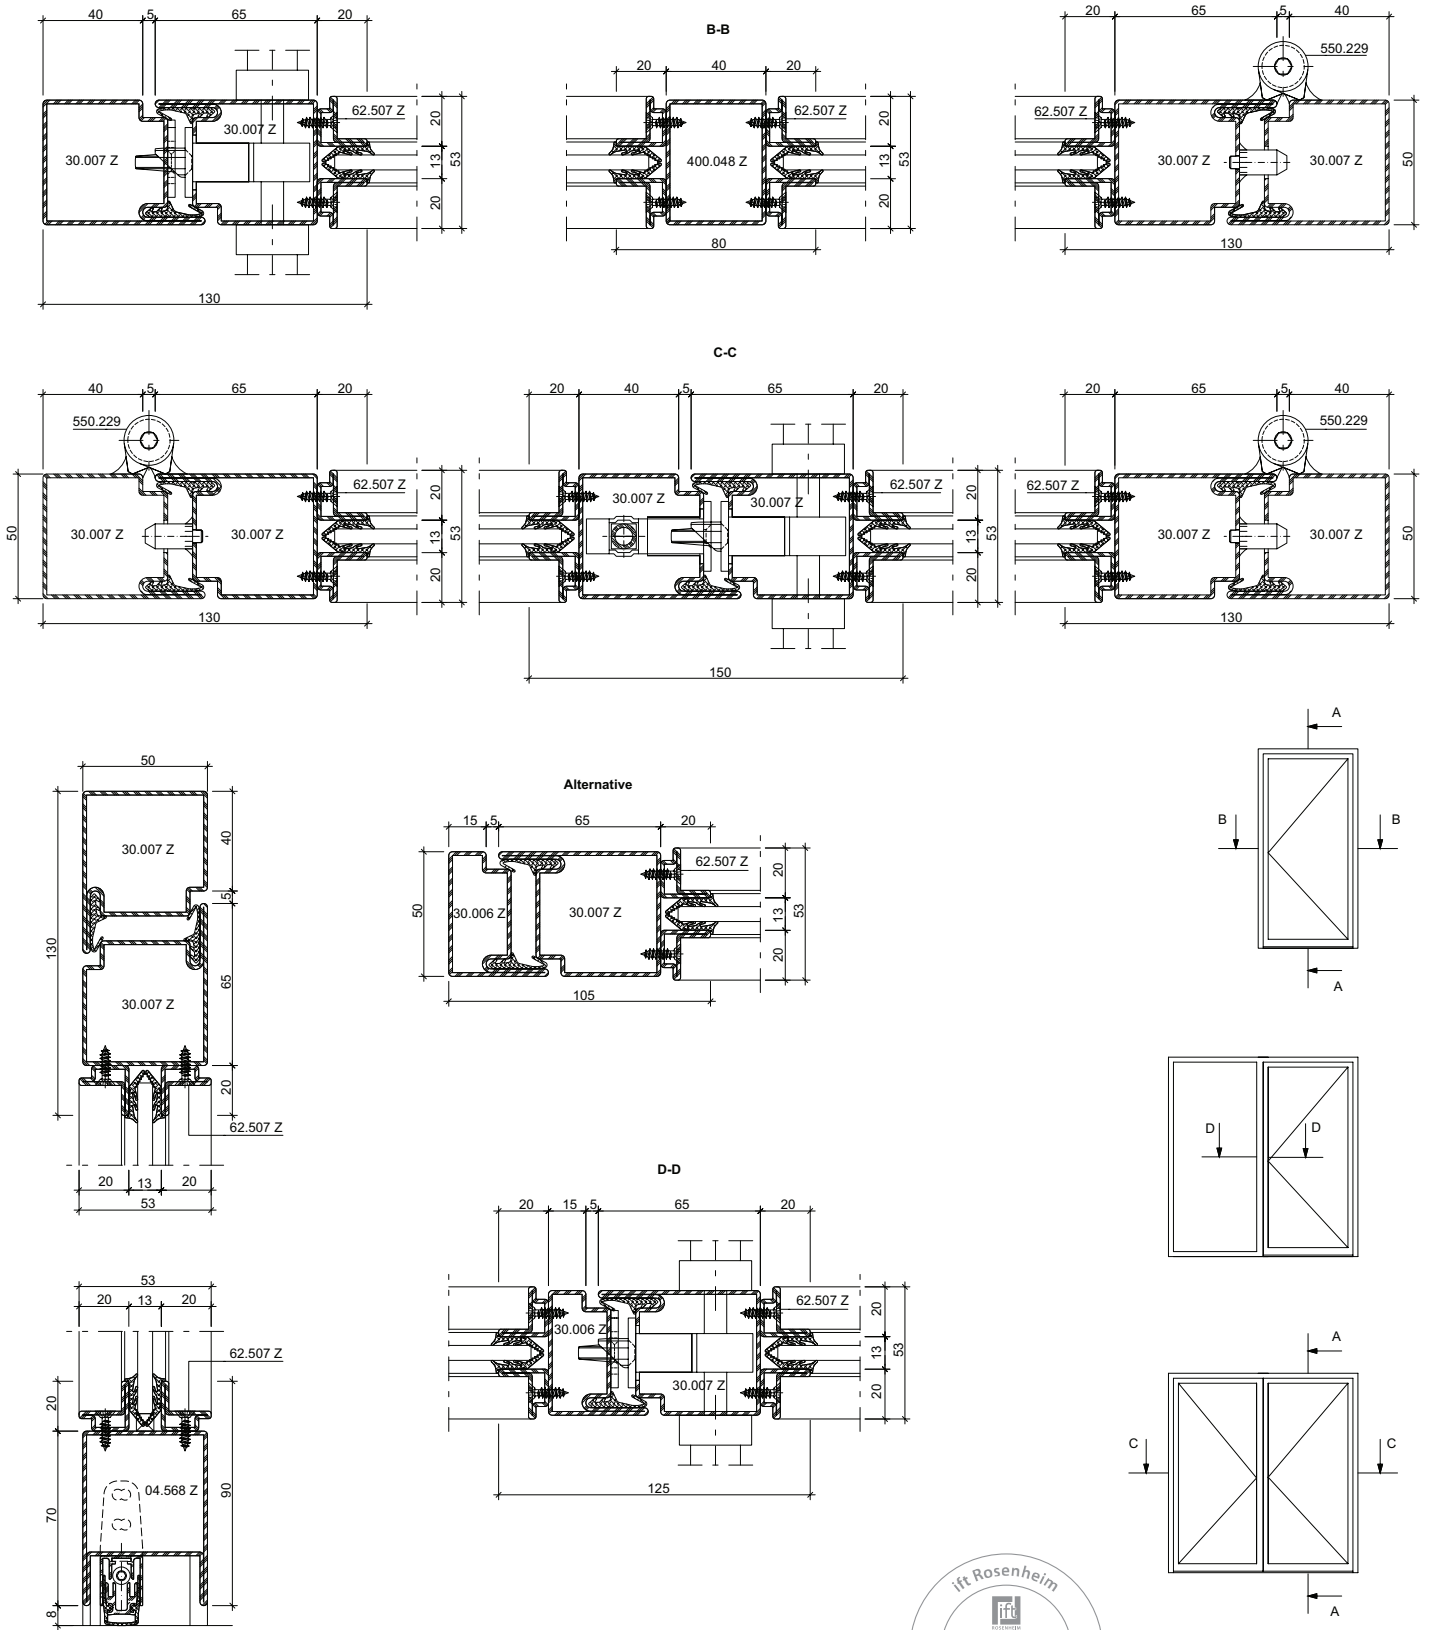 B-B
40 5 65 20
20 40 20
20 65 5 40
550.229
62.507 Z
62.507 Z
62.507 Z
30.007 Z
30.007 Z
400.048 Z
30.007 Z
30.007 Z
20 13 20 53
20 13 20 53
50
130
80
130
C-C
40 5 65 20
20 40 5 65 20
20 65 5 40
550.229
550.229
62.507 Z
62.507 Z
62.507 Z
30.007 Z
30.007 Z
30.007 Z
30.007 Z
30.007 Z
30.007 Z
50
20 13 20 53
20 13 20 53
50
130
150
130
50
130
40
5
65
20
30.007 Z
30.007 Z
62.507 Z
20 13 20
53
Alternative
15 5 65 20
62.507 Z
30.006 Z
30.007 Z
50
20 13 20 53
105
A
B B
A
D D
D-D
20 15 5 65 20
62.507 Z
30.006 Z
30.007 Z
20 13 20 53
125
53
20 13 20
62.507 Z
20
70
8
90
04.568 Z
A
C C
A
ift Rosenheim
ift
ROSENHEIM